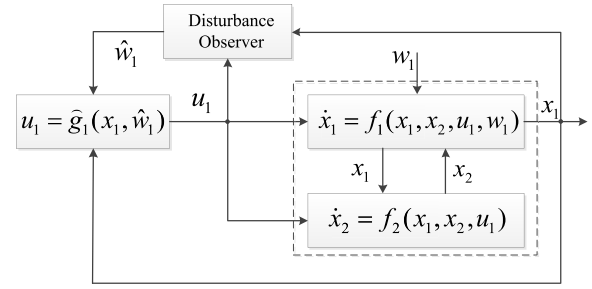 Disturbance
Observer
ŵ₁
w₁
u₁
x₁
u₁ = ĝ₁(x₁, ŵ₁)
ẋ₁ = f₁(x₁, x₂, u₁, w₁)
x₁
x₂
ẋ₂ = f₂(x₁, x₂, u₁)